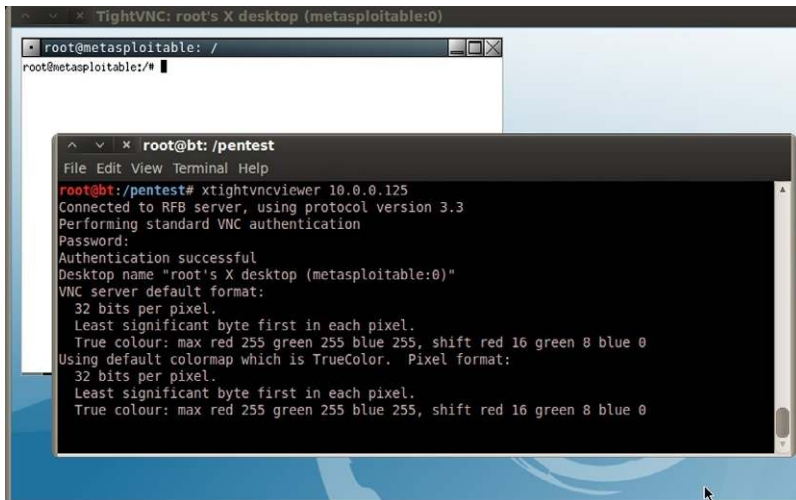 TightVNC: root's X desktop (metasploitable:0)
root@metasploitable: /
root@metasploitable:/#
root@bt: /pentest
File Edit View Terminal Help
root@bt:/pentest# xtightvncviewer 10.0.0.125
Connected to RFB server, using protocol version 3.3
Performing standard VNC authentication
Password:
Authentication successful
Desktop name "root's X desktop (metasploitable:0)"
VNC server default format:
  32 bits per pixel.
  Least significant byte first in each pixel.
  True colour: max red 255 green 255 blue 255, shift red 16 green 8 blue 0
Using default colormap which is TrueColor.  Pixel format:
  32 bits per pixel.
  Least significant byte first in each pixel.
  True colour: max red 255 green 255 blue 255, shift red 16 green 8 blue 0